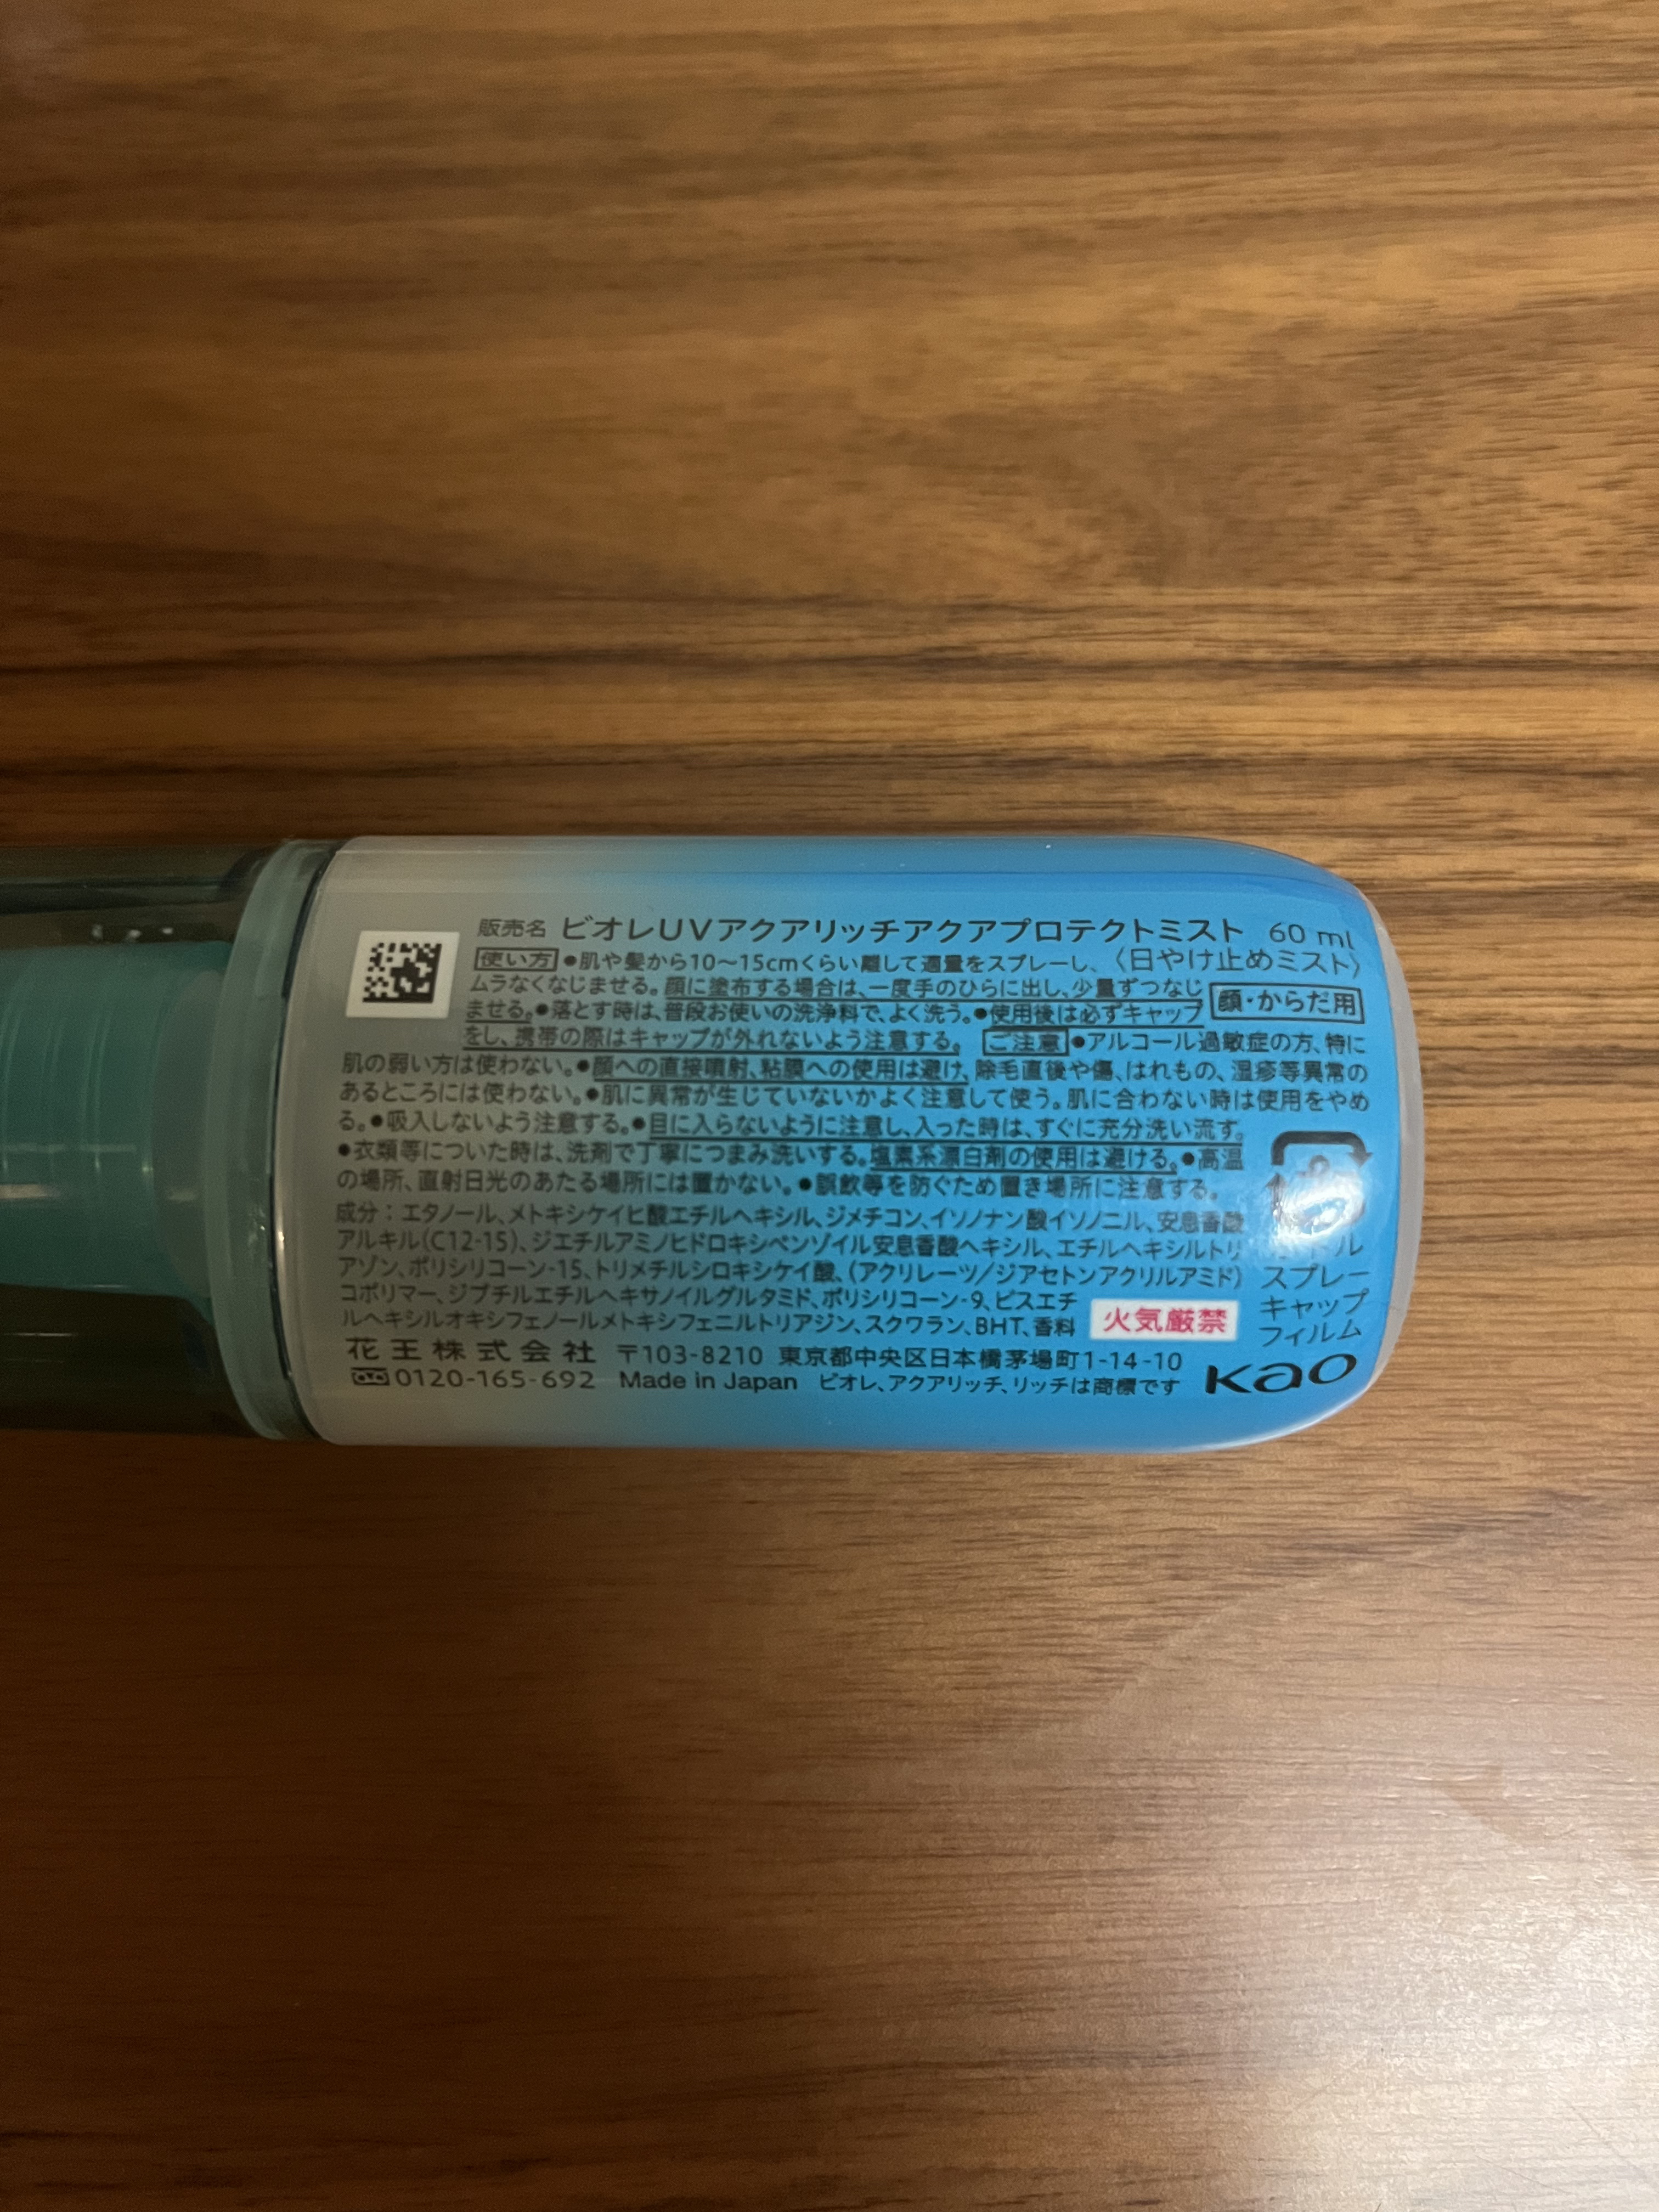 販売名 ビオレUVアクアリッチアクアプロテクトミスト 60 ml
使い方 ●肌や髪から10〜15cmくらい離して適量をスプレーし、〈日やけ止めミスト〉
ムラなくなじませる。顔に塗布する場合は、一度手のひらに出し、少量ずつなじ
ませる。●落とす時は、普段お使いの洗浄料で、よく洗う。●使用後は必ずキャップ 顔・からだ用
をし、携帯の際はキャップが外れないよう注意する。 ご注意 ●アルコール過敏症の方、特に
肌の弱い方は使わない。●顔への直接噴射、粘膜への使用は避け、除毛直後や傷、はれもの、湿疹等異常の
あるところには使わない。●肌に異常が生じていないかよく注意して使う。肌に合わない時は使用をやめ
る。●吸入しないよう注意する。●目に入らないように注意し、入った時は、すぐに充分洗い流す。
●衣類等についた時は、洗剤で丁寧につまみ洗いする。塩素系漂白剤の使用は避ける。●高温
の場所、直射日光のあたる場所には置かない。●誤飲等を防ぐため置き場所に注意する。
成分：エタノール、メトキシケイヒ酸エチルヘキシル、ジメチコン、イソノナン酸イソノニル、安息香酸
アルキル(C12-15)、ジエチルアミノヒドロキシベンゾイル安息香酸ヘキシル、エチルヘキシルトリ
アゾン、ポリシリコーン-15、トリメチルシロキシケイ酸、(アクリレーツ/ジアセトンアクリルアミド)
コポリマー、ジブチルエチルヘキサノイルグルタミド、ポリシリコーン-9、ビスエチ
ルヘキシルオキシフェノールメトキシフェニルトリアジン、スクワラン、BHT、香料
火気厳禁
スプレー
キャップ
フィルム
花王株式会社 〒103-8210 東京都中央区日本橋茅場町1-14-10
0120-165-692 Made in Japan ビオレ、アクアリッチ、リッチは商標です
Kao